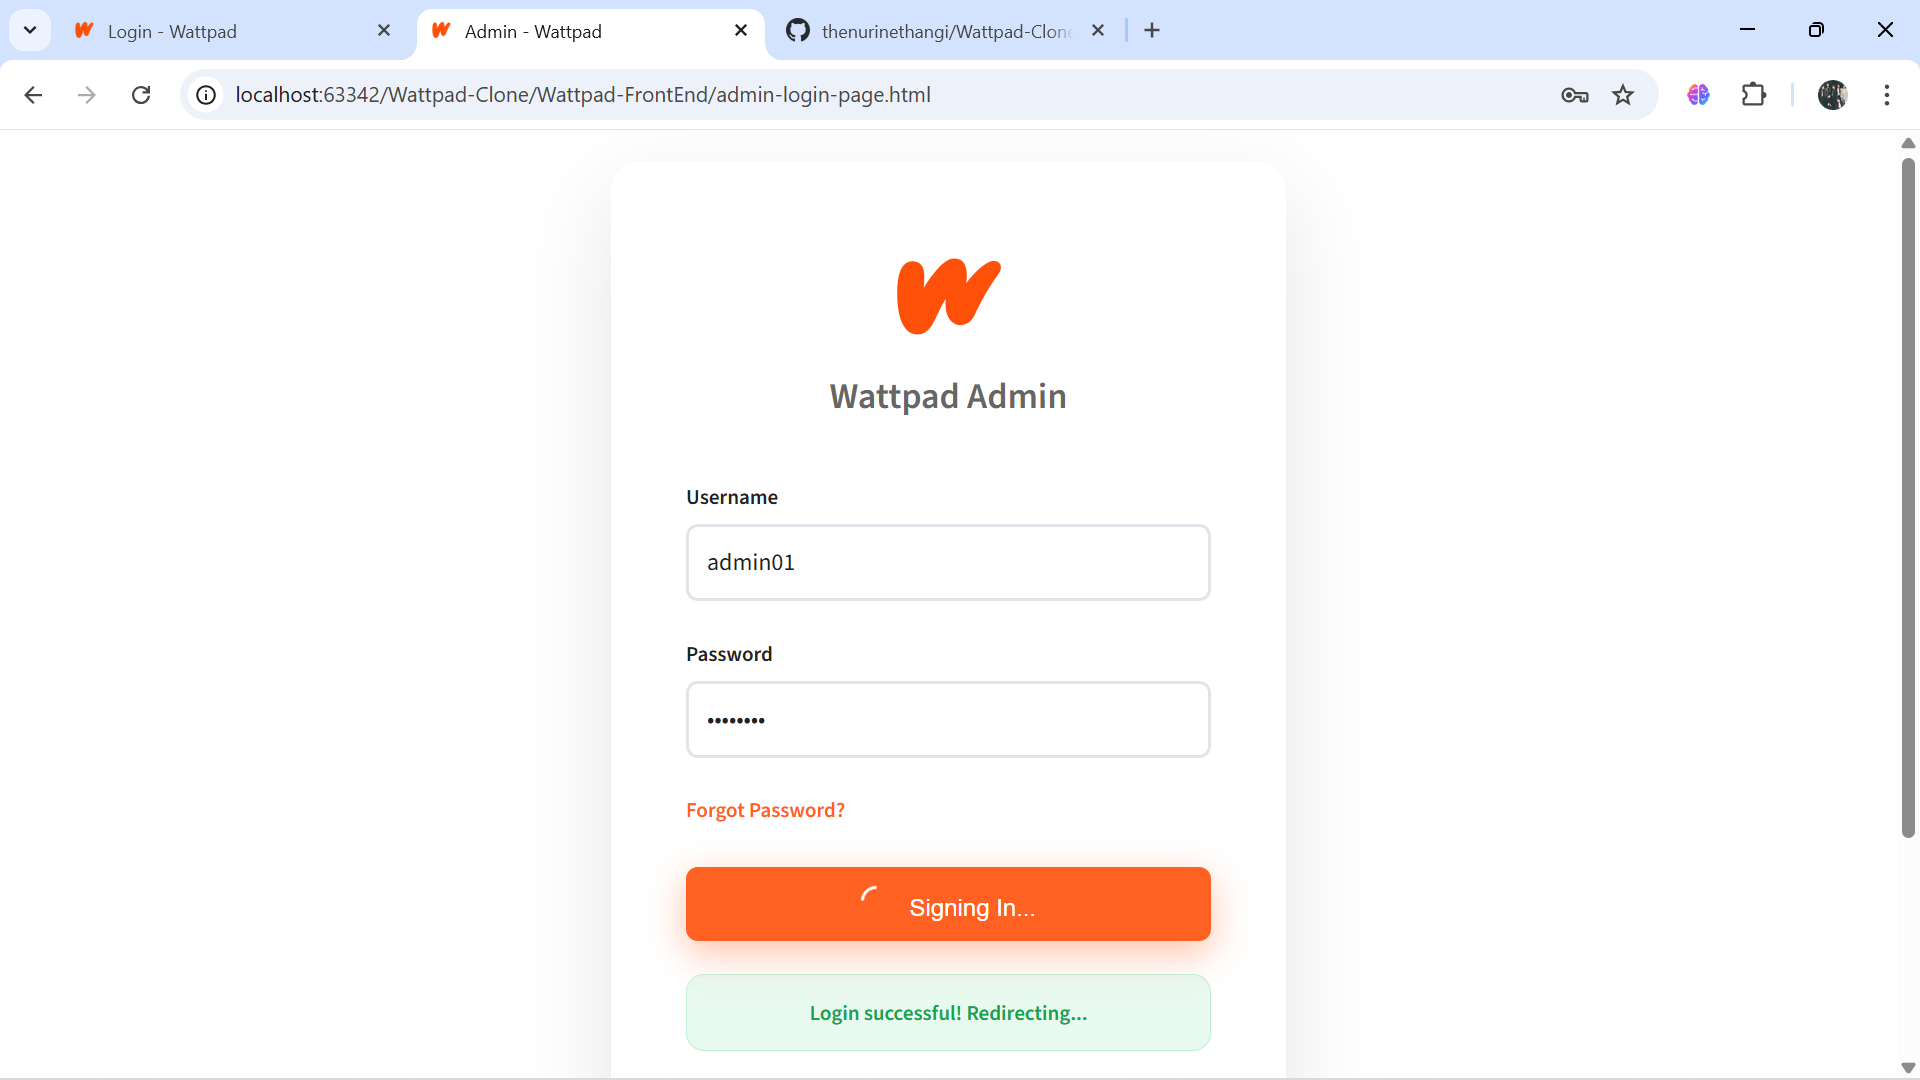 Login - Wattpad
Admin - Wattpad
thenurinethangi/Wattpad-Clone
localhost:63342/Wattpad-Clone/Wattpad-FrontEnd/admin-login-page.html
Wattpad Admin
Username
admin01
Password
••••••••
Forgot Password?
Signing In...
Login successful! Redirecting...